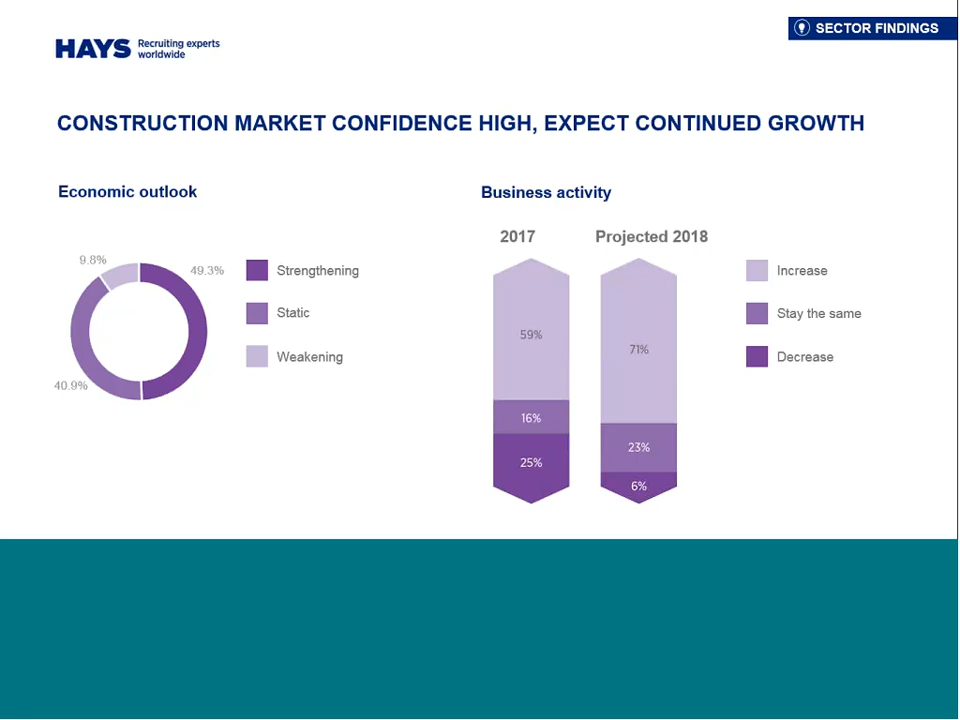 SECTOR FINDINGS
HAYS Recruiting experts
worldwide
CONSTRUCTION MARKET CONFIDENCE HIGH, EXPECT CONTINUED GROWTH
Economic outlook
9.8%
49.3%
40.9%
Strengthening
Static
Weakening
Business activity
2017
Projected 2018
59%
16%
25%
71%
23%
6%
Increase
Stay the same
Decrease